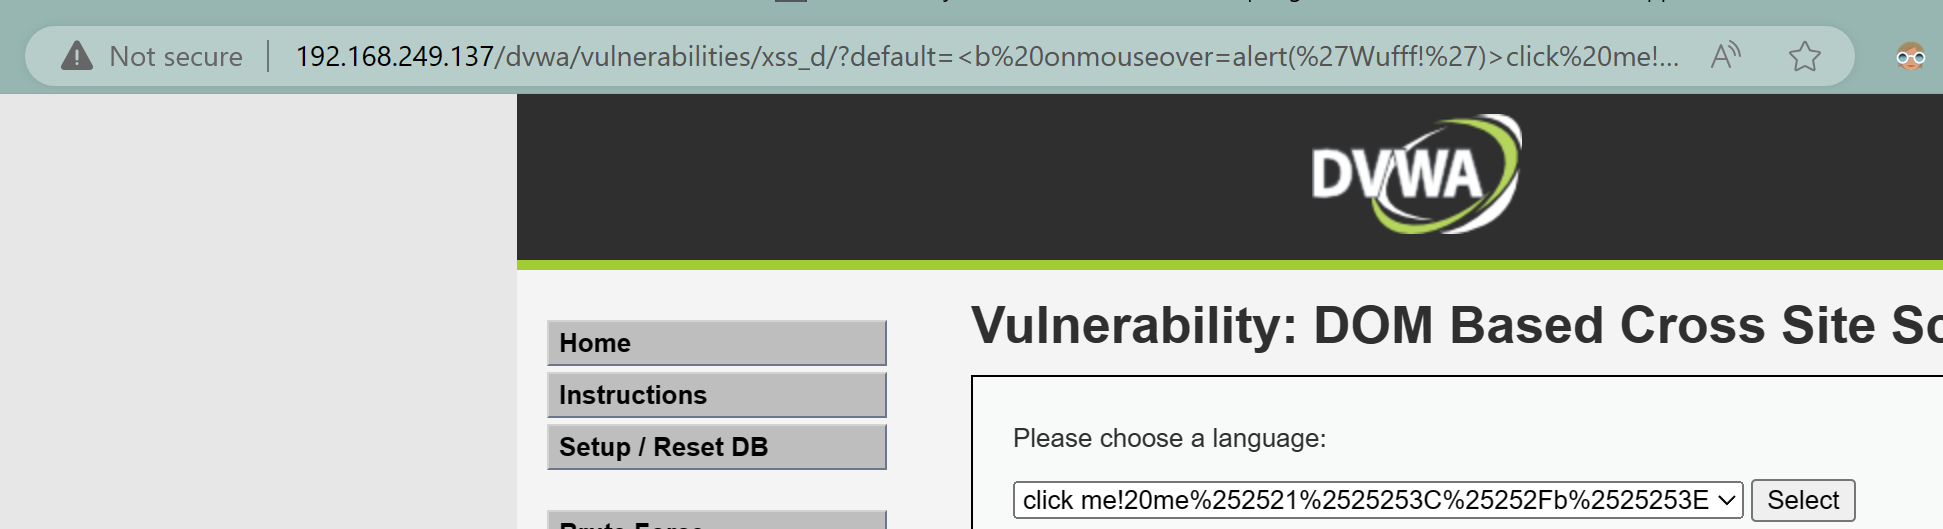 Not secure 192.168.249.137/dvwa/vulnerabilities/xss_d/?default=<b%20onmouseover=alert(%27Wufff!%27)>click%20me!...
DVWA
Home
Instructions
Setup / Reset DB
Brute Force
Vulnerability: DOM Based Cross Site Sc
Please choose a language:
click me!20me%252521%2525253C%25252Fb%2525253E Select